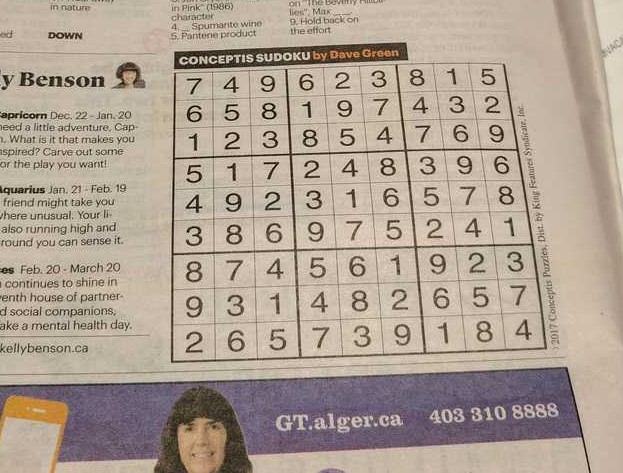 in nature
in Pink" (1986)
character
4. __ Spumante wine
5. Pantene product
on "The Beverly
lies", Max ___
9. Hold back on
the effort
ed
DOWN
y Benson
apricorn Dec. 22 - Jan. 20
need a little adventure, Cap-
n. What is it that makes you
nspired? Carve out some
or the play you want!
Aquarius Jan. 21 - Feb. 19
friend might take you
where unusual. Your li-
also running high and
round you can sense it.
es Feb. 20 - March 20
continues to shine in
venth house of partner-
d social companions,
ake a mental health day.
kellybenson.ca
CONCEPTIS SUDOKU by Dave Green
7 4 9 6 2 3 8 1 5
6 5 8 1 9 7 4 3 2
1 2 3 8 5 4 7 6 9
5 1 7 2 4 8 3 9 6
4 9 2 3 1 6 5 7 8
3 8 6 9 7 5 2 4 1
8 7 4 5 6 1 9 2 3
9 3 1 4 8 2 6 5 7
2 6 5 7 3 9 1 8 4
2017 Conceptis Puzzles, Dist. by King Features Syndicate, Inc.
GT.alger.ca 403 310 8888